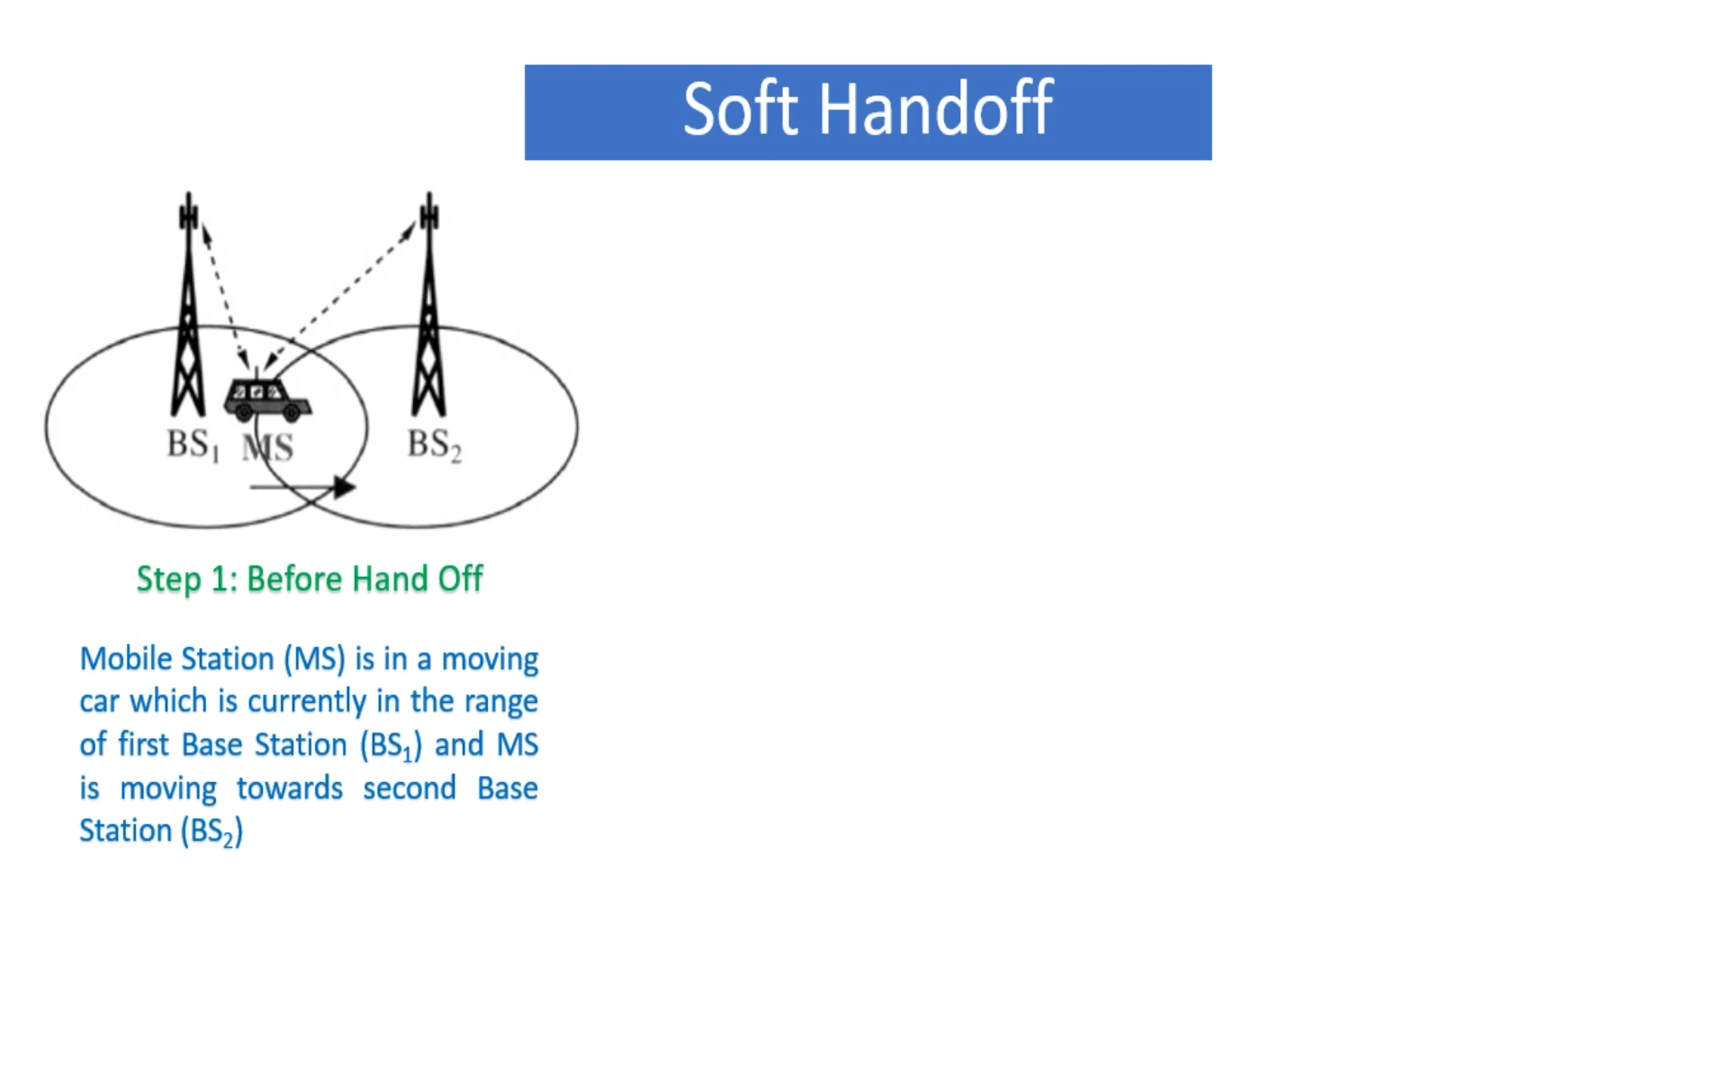 Soft Handoff
BS₁ MS BS₂
Step 1: Before Hand Off
Mobile Station (MS) is in a moving
car which is currently in the range
of first Base Station (BS₁) and MS
is moving towards second Base
Station (BS₂)